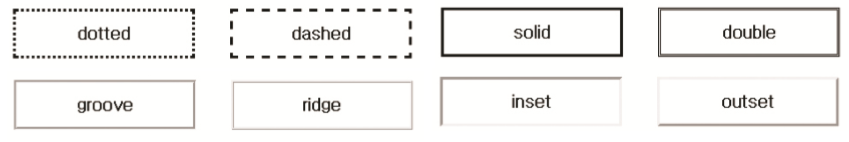 dotted dashed solid double
groove ridge inset outset